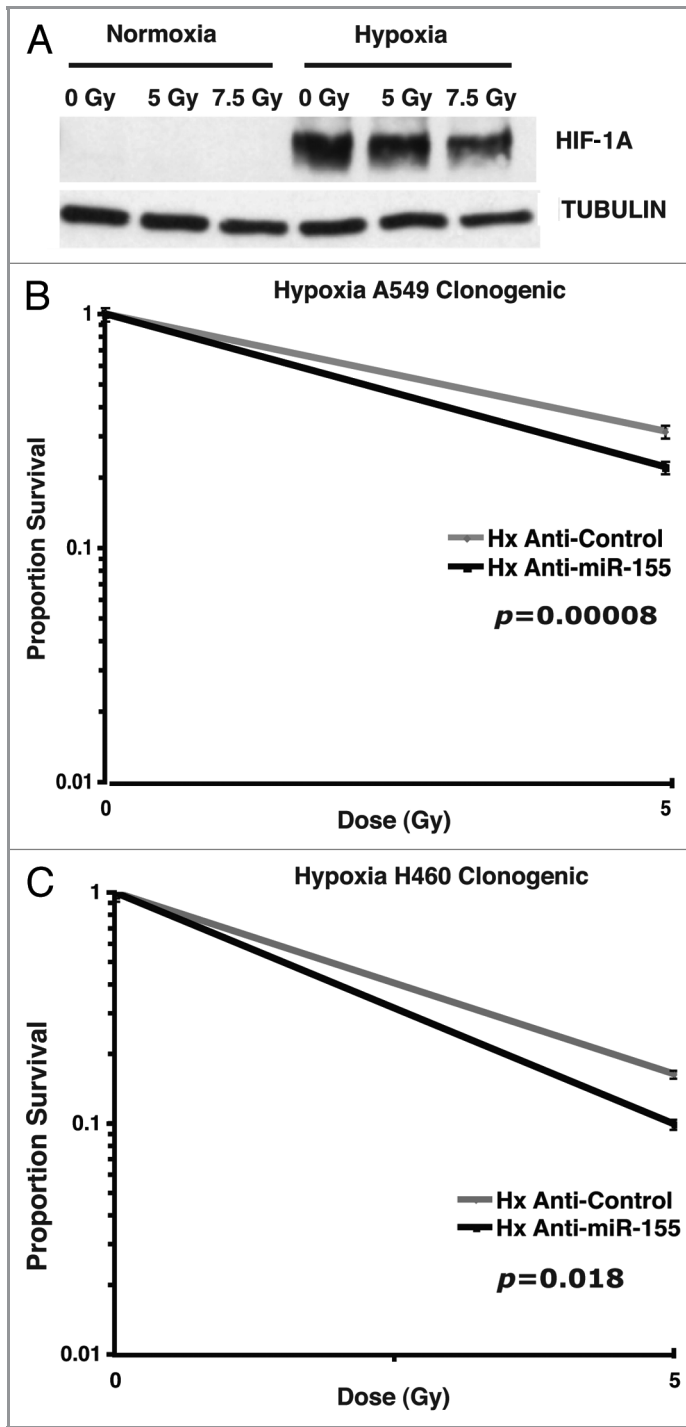 A
Normoxia Hypoxia
0 Gy 5 Gy 7.5 Gy 0 Gy 5 Gy 7.5 Gy
HIF-1A
TUBULIN
B
Hypoxia A549 Clonogenic
Proportion Survival
1
0.1
0.01
Hx Anti-Control
Hx Anti-miR-155
p=0.00008
0 5
Dose (Gy)
C
Hypoxia H460 Clonogenic
Proportion Survival
1
0.1
0.01
Hx Anti-Control
Hx Anti-miR-155
p=0.018
0 5
Dose (Gy)